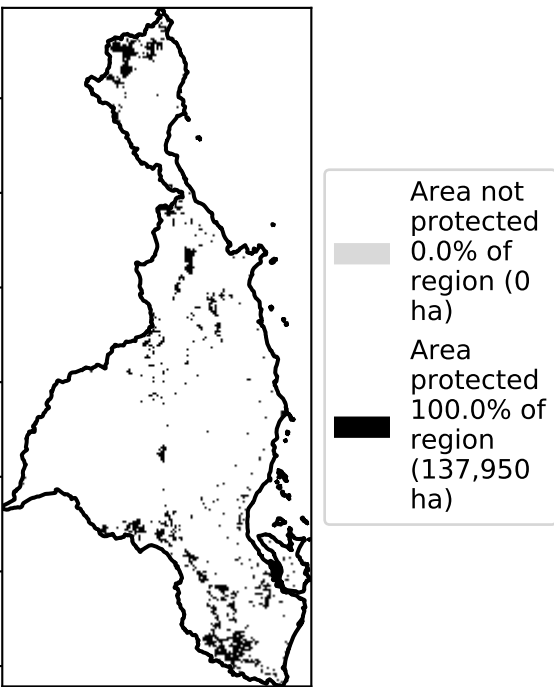 Area not
protected
0.0% of
region (0
ha)
Area
protected
100.0% of
region
(137,950
ha)